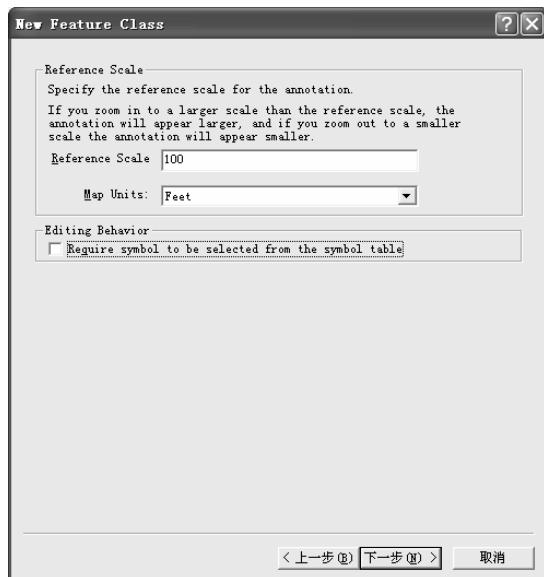 New Feature Class
Reference Scale
Specify the reference scale for the annotation.
If you zoom in to a larger scale than the reference scale, the
annotation will appear larger, and if you zoom out to a smaller
scale the annotation will appear smaller.
Reference Scale 100
Map Units: Feet
Editing Behavior
Require symbol to be selected from the symbol table
< 上一步(B) 下一步(N) > 取消